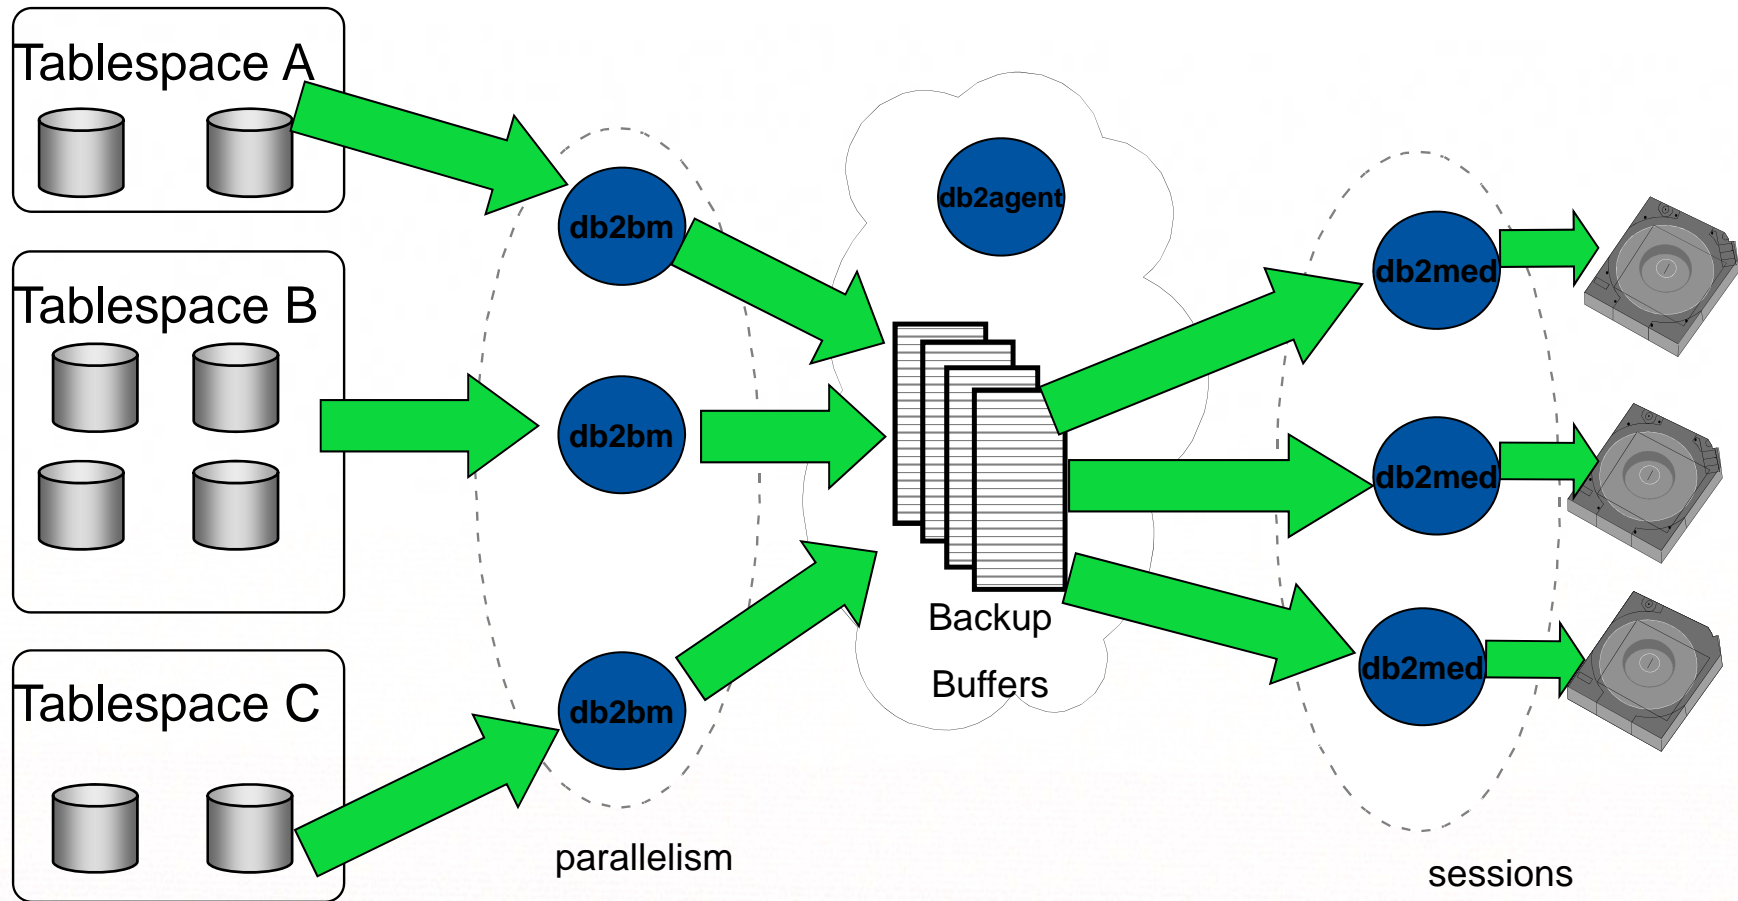 Tablespace A
Tablespace B
Tablespace C
db2bm
db2bm
db2bm
parallelism
db2agent
Backup
Buffers
db2med
db2med
db2med
sessions